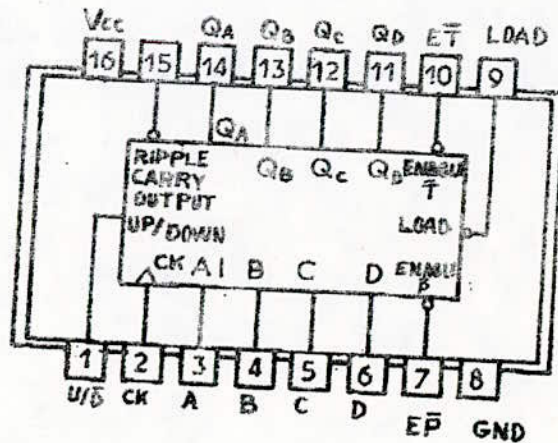 Vcc QA QB QC QD ET̅ LOAD
16 15 14 13 12 11 10 9
QA
RIPPLE CARRY OUTPUT
QB QC QD ENABLE T̅
UP/DOWN
LOAD
CK A B C D ENABLE P̅
1 2 3 4 5 6 7 8
U/D̅ CK A B C D EP̅ GND